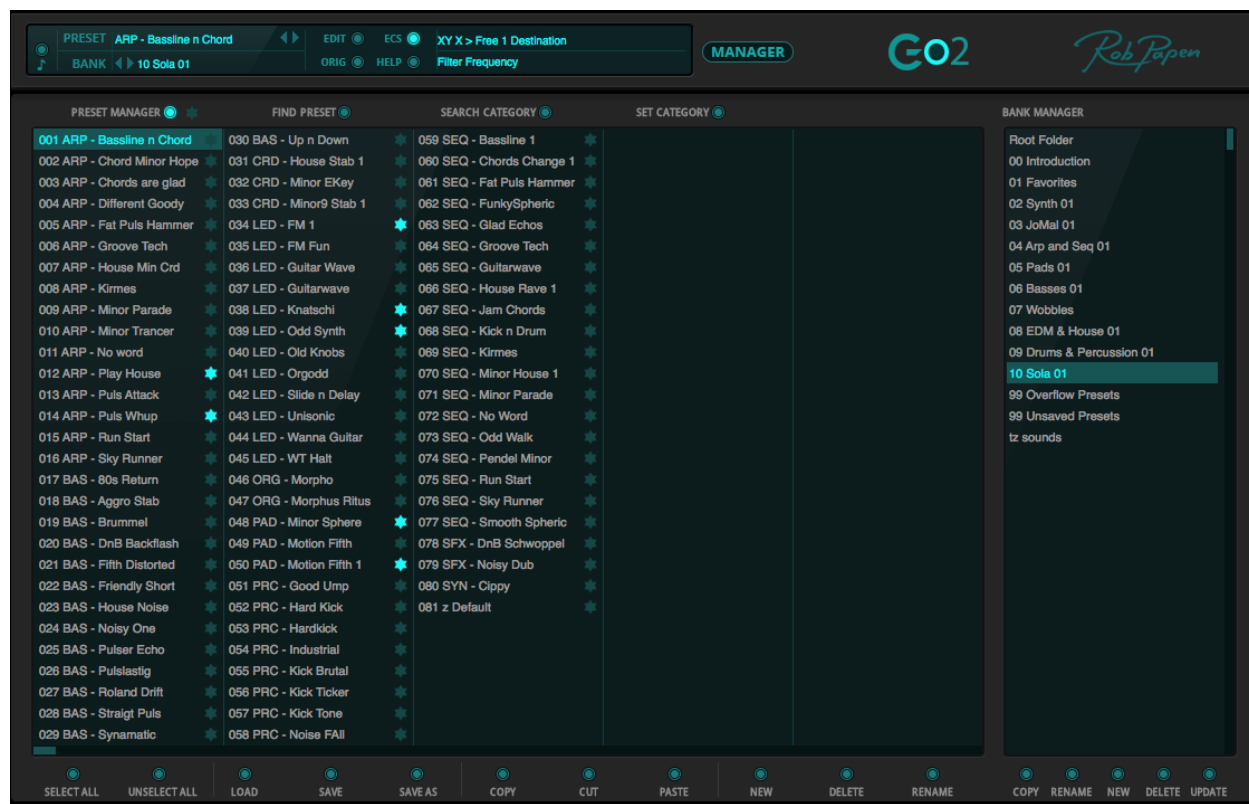 PRESET ARP - Bassline n Chord EDIT ECS XY X > Free 1 Destination
BANK 10 Sola 01 ORIG HELP Filter Frequency
MANAGER
GO2
Rob Papen
PRESET MANAGER FIND PRESET SEARCH CATEGORY SET CATEGORY BANK MANAGER
001 ARP - Bassline n Chord
002 ARP - Chord Minor Hope
003 ARP - Chords are glad
004 ARP - Different Goody
005 ARP - Fat Puls Hammer
006 ARP - Groove Tech
007 ARP - House Min Crd
008 ARP - Kirmes
009 ARP - Minor Parade
010 ARP - Minor Trancer
011 ARP - No word
012 ARP - Play House
013 ARP - Puls Attack
014 ARP - Puls Whup
015 ARP - Run Start
016 ARP - Sky Runner
017 BAS - 80s Return
018 BAS - Aggro Stab
019 BAS - Brummel
020 BAS - DnB Backflash
021 BAS - Fifth Distorted
022 BAS - Friendly Short
023 BAS - House Noise
024 BAS - Noisy One
025 BAS - Pulser Echo
026 BAS - Pulslastig
027 BAS - Roland Drift
028 BAS - Straigt Puls
029 BAS - Synamatic
030 BAS - Up n Down
031 CRD - House Stab 1
032 CRD - Minor EKey
033 CRD - Minor9 Stab 1
034 LED - FM 1
035 LED - FM Fun
036 LED - Guitar Wave
037 LED - Guitarwave
038 LED - Knatschi
039 LED - Odd Synth
040 LED - Old Knobs
041 LED - Orgodd
042 LED - Slide n Delay
043 LED - Unisonic
044 LED - Wanna Guitar
045 LED - WT Halt
046 ORG - Morpho
047 ORG - Morphus Ritus
048 PAD - Minor Sphere
049 PAD - Motion Fifth
050 PAD - Motion Fifth 1
051 PRC - Good Ump
052 PRC - Hard Kick
053 PRC - Hardkick
054 PRC - Industrial
055 PRC - Kick Brutal
056 PRC - Kick Ticker
057 PRC - Kick Tone
058 PRC - Noise FAll
059 SEQ - Bassline 1
060 SEQ - Chords Change 1
061 SEQ - Fat Puls Hammer
062 SEQ - FunkySpheric
063 SEQ - Glad Echos
064 SEQ - Groove Tech
065 SEQ - Guitarwave
066 SEQ - House Rave 1
067 SEQ - Jam Chords
068 SEQ - Kick n Drum
069 SEQ - Kirmes
070 SEQ - Minor House 1
071 SEQ - Minor Parade
072 SEQ - No Word
073 SEQ - Odd Walk
074 SEQ - Pendel Minor
075 SEQ - Run Start
076 SEQ - Sky Runner
077 SEQ - Smooth Spheric
078 SFX - DnB Schwoppel
079 SFX - Noisy Dub
080 SYN - Cippy
081 z Default
Root Folder
00 Introduction
01 Favorites
02 Synth 01
03 JoMal 01
04 Arp and Seq 01
05 Pads 01
06 Basses 01
07 Wobbles
08 EDM & House 01
09 Drums & Percussion 01
10 Sola 01
99 Overflow Presets
99 Unsaved Presets
tz sounds
SELECT ALL UNSELECT ALL LOAD SAVE SAVE AS COPY CUT PASTE NEW DELETE RENAME COPY RENAME NEW DELETE UPDATE